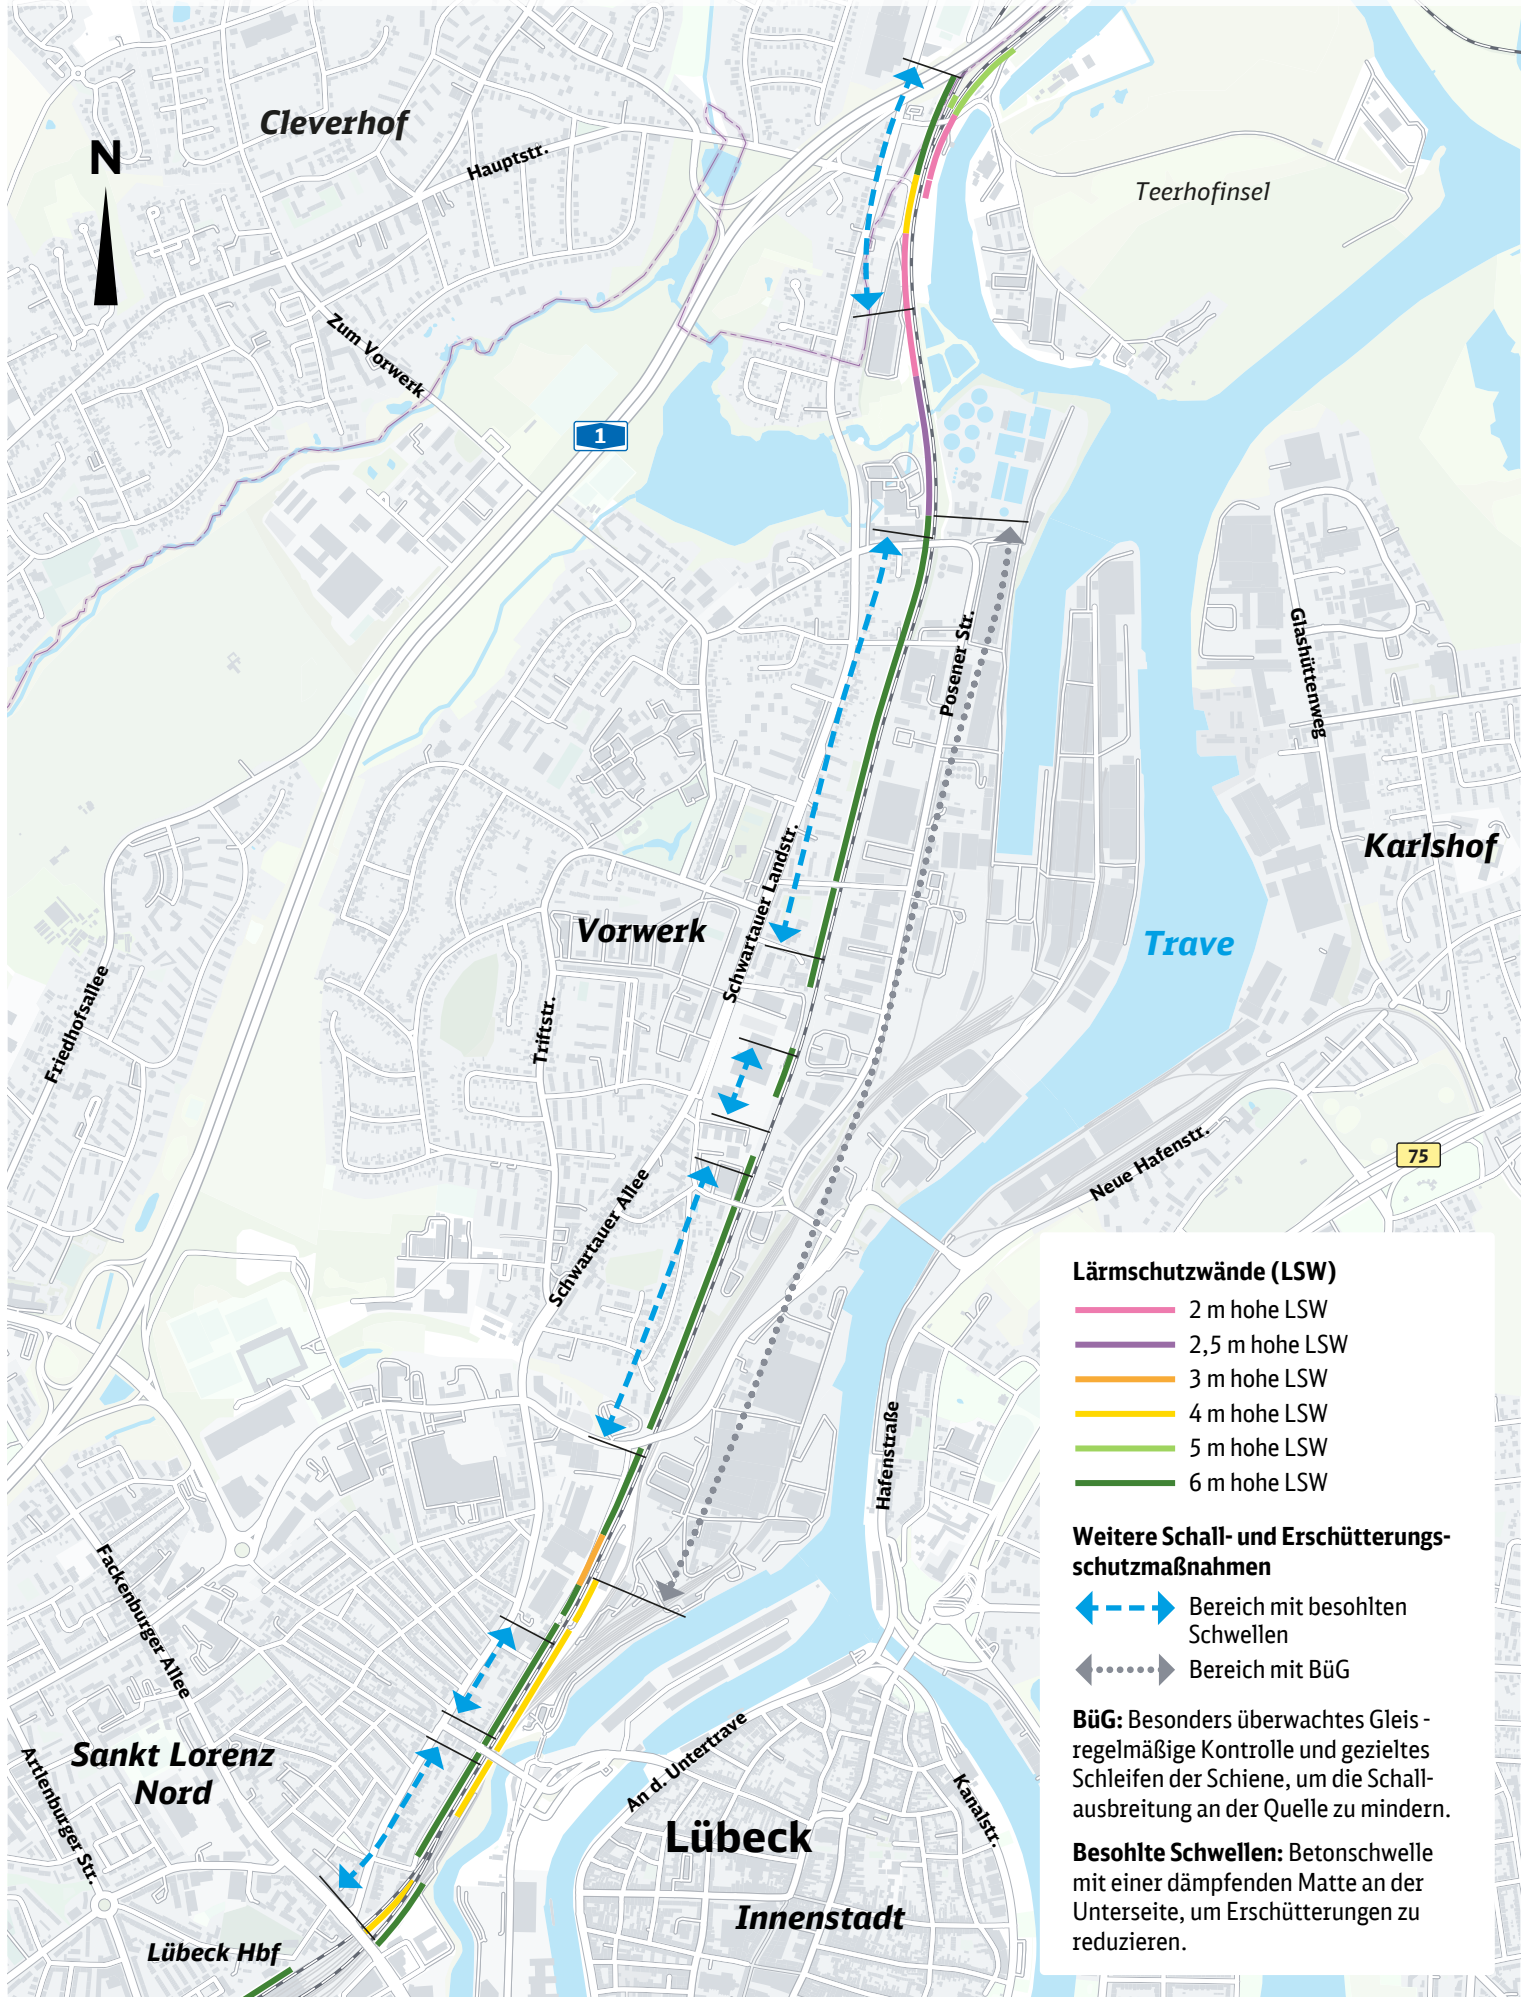 Cleverhof
N
Hauptstr.
Teerhofinsel
Zum Vorwerk
1
Posener Str.
Glashüttenweg
Karlshof
Schwartauer Landstr.
Vorwerk
Trave
Friedhofsallee
Triftstr.
Neue Hafenstr.
75
Schwartauer Allee
Hafenstraße
Fackenburger Allee
Artlenburger Str.
Sankt Lorenz
Nord
An d. Untertrave
Kanalstr.
Lübeck
Innenstadt
Lübeck Hbf
Lärmschutzwände (LSW)
2 m hohe LSW
2,5 m hohe LSW
3 m hohe LSW
4 m hohe LSW
5 m hohe LSW
6 m hohe LSW
Weitere Schall- und Erschütterungs-
schutzmaßnahmen
Bereich mit besohlten
Schwellen
Bereich mit BüG
BüG: Besonders überwachtes Gleis -
regelmäßige Kontrolle und gezieltes
Schleifen der Schiene, um die Schall-
ausbreitung an der Quelle zu mindern.
Besohlte Schwellen: Betonschwelle
mit einer dämpfenden Matte an der
Unterseite, um Erschütterungen zu
reduzieren.